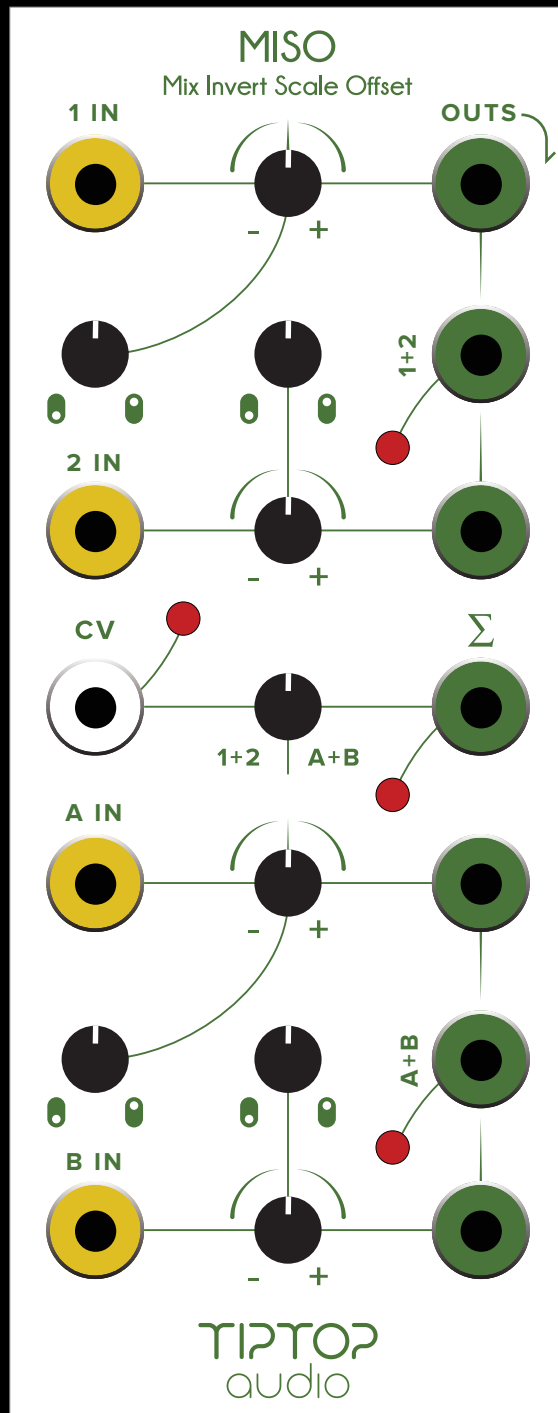 MISO
Mix Invert Scale Offset
1 IN
OUTS
- +
1+2
2 IN
- +
CV
Σ
1+2 A+B
A IN
- +
A+B
B IN
- +
TIPTOP
audio